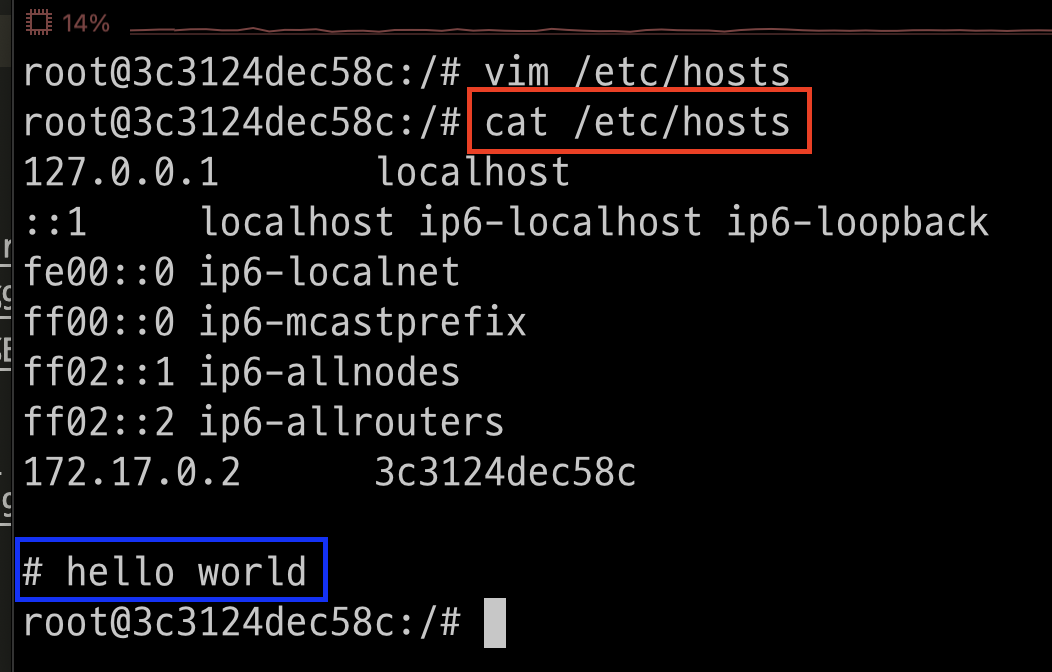 14%
root@3c3124dec58c:/# vim /etc/hosts
root@3c3124dec58c:/# cat /etc/hosts
127.0.0.1       localhost
::1     localhost ip6-localhost ip6-loopback
fe00::0 ip6-localnet
ff00::0 ip6-mcastprefix
ff02::1 ip6-allnodes
ff02::2 ip6-allrouters
172.17.0.2      3c3124dec58c
# hello world
root@3c3124dec58c:/#